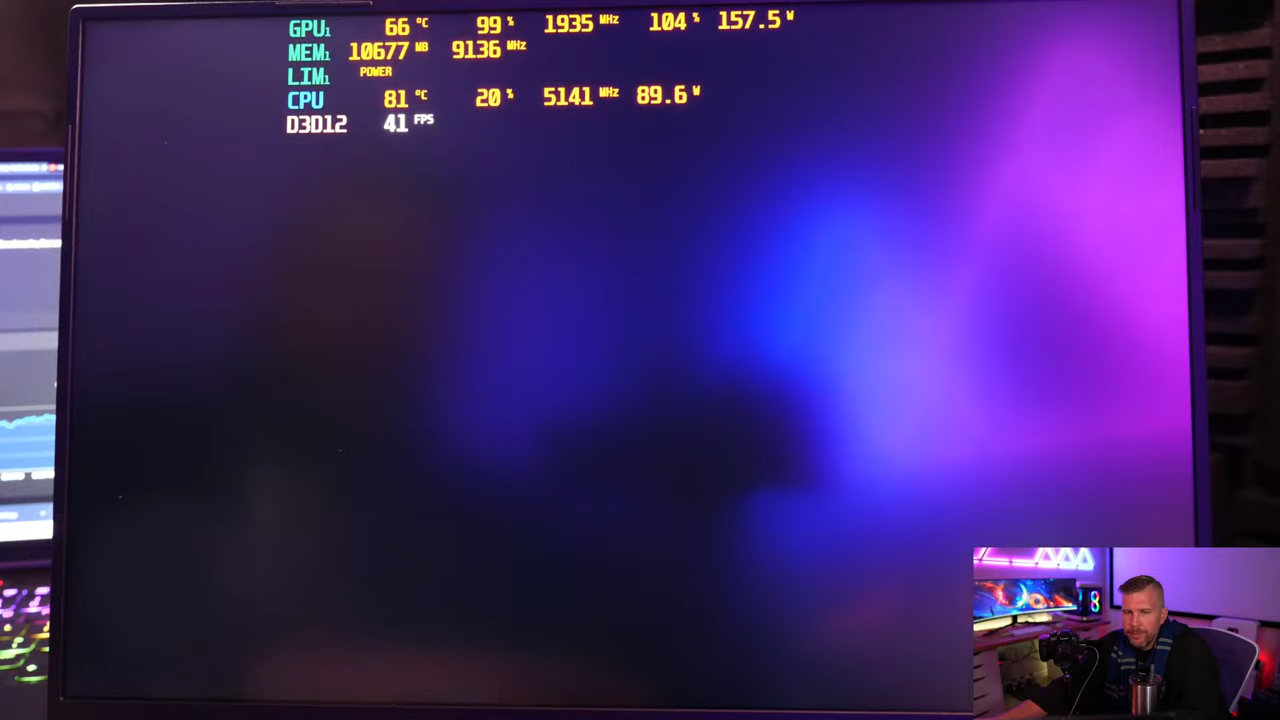 GPU1 66 °C 99 % 1935 MHz 104 % 157.5 W
MEM1 10677 MB 9136 MHz
LIM1 POWER
CPU 81 °C 20 % 5141 MHz 89.6 W
D3D12 41 FPS